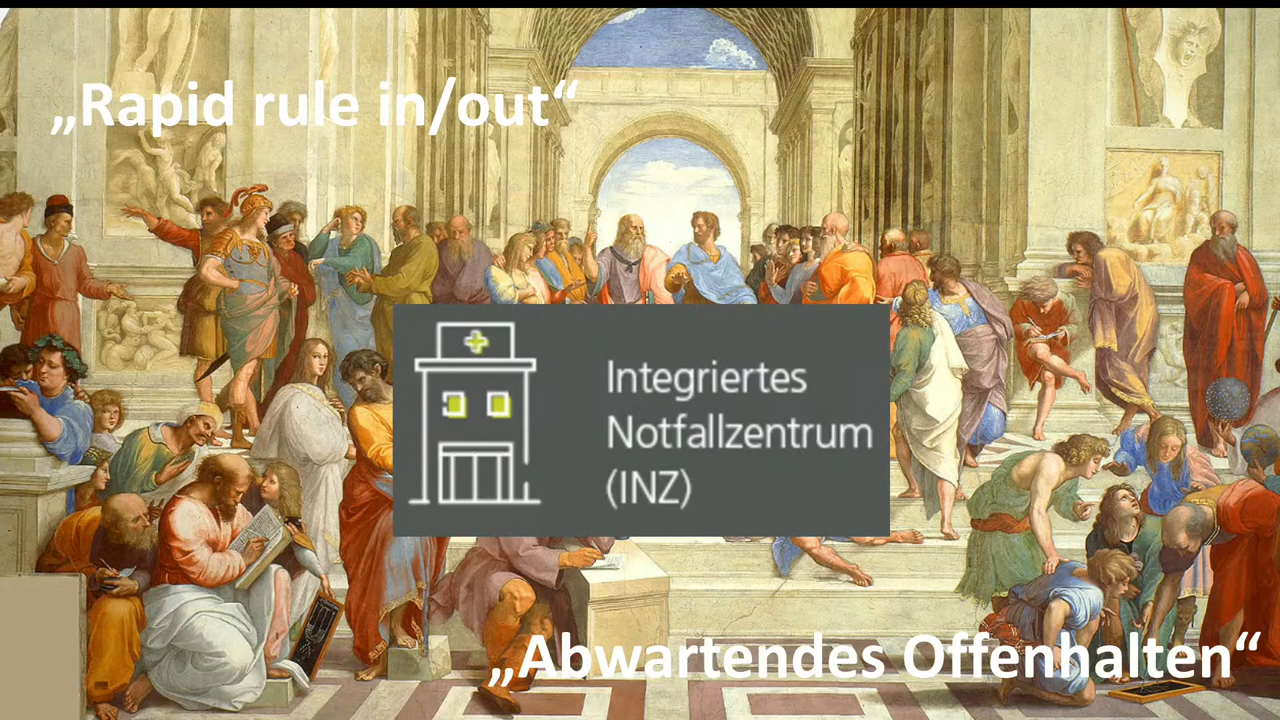 „Rapid rule in/out“
Integriertes
Notfallzentrum
(INZ)
„Abwartendes Offenhalten“